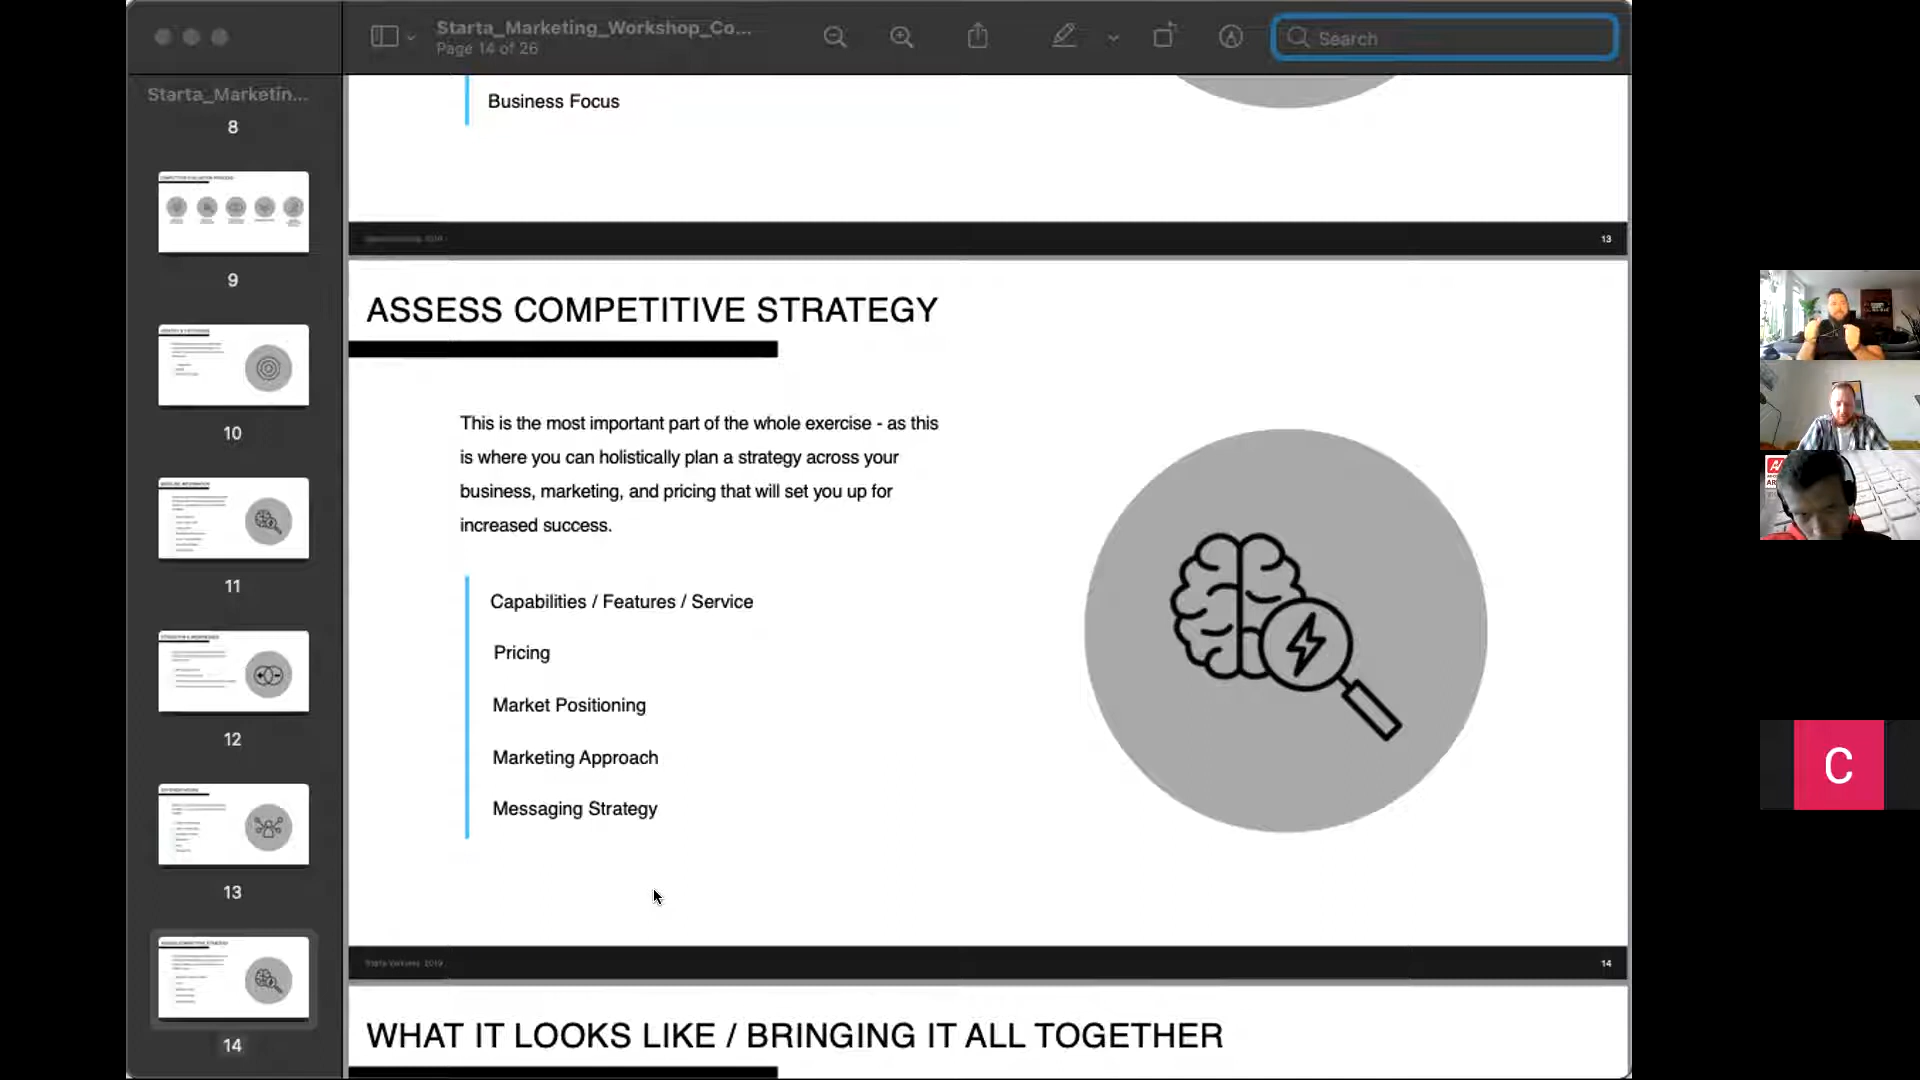 Starta_Marketing_Workshop_Co...
Page 14 of 26
Search
Starta_Marketin...
8
9
10
11
12
13
14
Business Focus
13
ASSESS COMPETITIVE STRATEGY
This is the most important part of the whole exercise - as this
is where you can holistically plan a strategy across your
business, marketing, and pricing that will set you up for
increased success.
Capabilities / Features / Service
Pricing
Market Positioning
Marketing Approach
Messaging Strategy
Starta Ventures 2019
14
WHAT IT LOOKS LIKE / BRINGING IT ALL TOGETHER
C